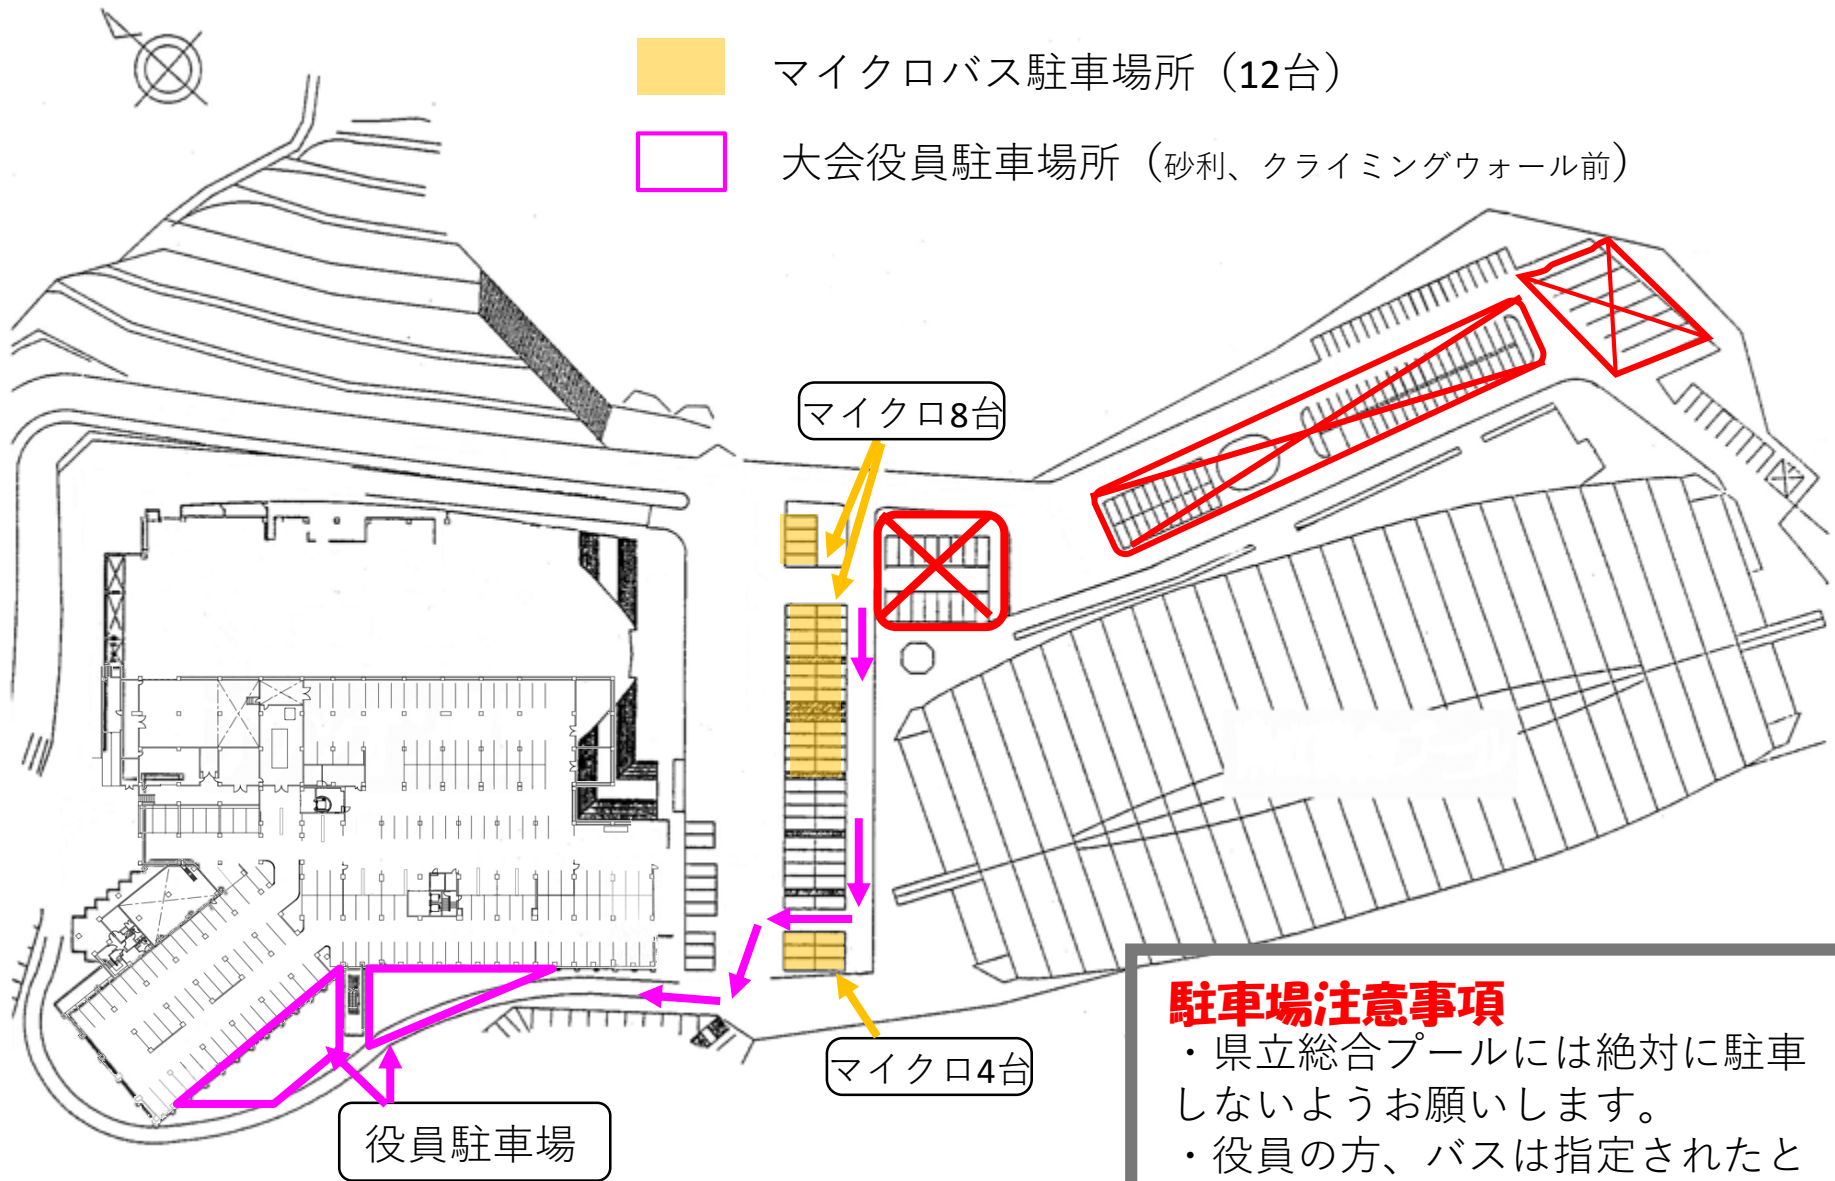 マイクロバス駐車場所（12台）
大会役員駐車場所（砂利、クライミングウォール前）
マイクロ8台
マイクロ4台
役員駐車場
駐車場注意事項
・県立総合プールには絶対に駐車
しないようお願いします。
・役員の方、バスは指定されたと